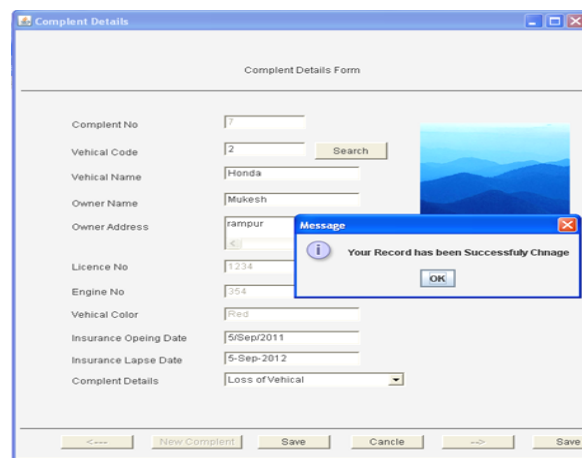 Complent Details
Complent Details Form
Complent No 7
Vehical Code 2 Search
Vehical Name Honda
Owner Name Mukesh
Owner Address rampur
Message
Your Record has been Successfuly Chnage
OK
Licence No 1234
Engine No 354
Vehical Color Red
Insurance Opeing Date 5/Sep/2011
Insurance Lapse Date 5-Sep-2012
Complent Details Loss of Vehical
<--- New Complent Save Cancle --> Save